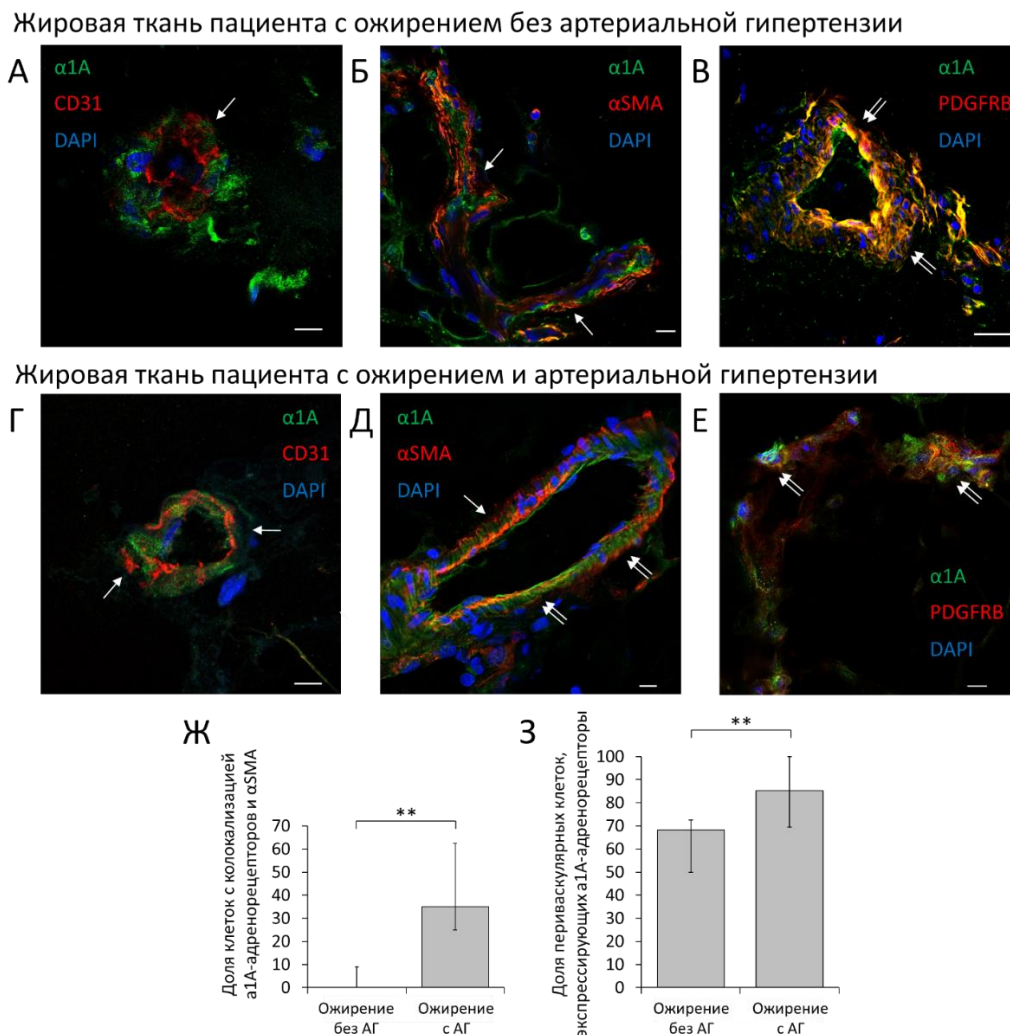 Жировая ткань пациента с ожирением без артериальной гипертензии
А
α1A
CD31
DAPI
Б
α1A
αSMA
DAPI
В
α1A
PDGFRB
DAPI
Жировая ткань пациента с ожирением и артериальной гипертензии
Г
α1A
CD31
DAPI
Д
α1A
αSMA
DAPI
Е
α1A
PDGFRB
DAPI
Ж
Доля клеток с колокализацией
a1A-адренорецепторов и αSMA
**
70
60
50
40
30
20
10
0
Ожирение
без АГ
Ожирение
с АГ
З
Доля периваскулярных клеток,
экспрессирующих a1A-адренорецепторы
**
100
90
80
70
60
50
40
30
20
10
0
Ожирение
без АГ
Ожирение
с АГ